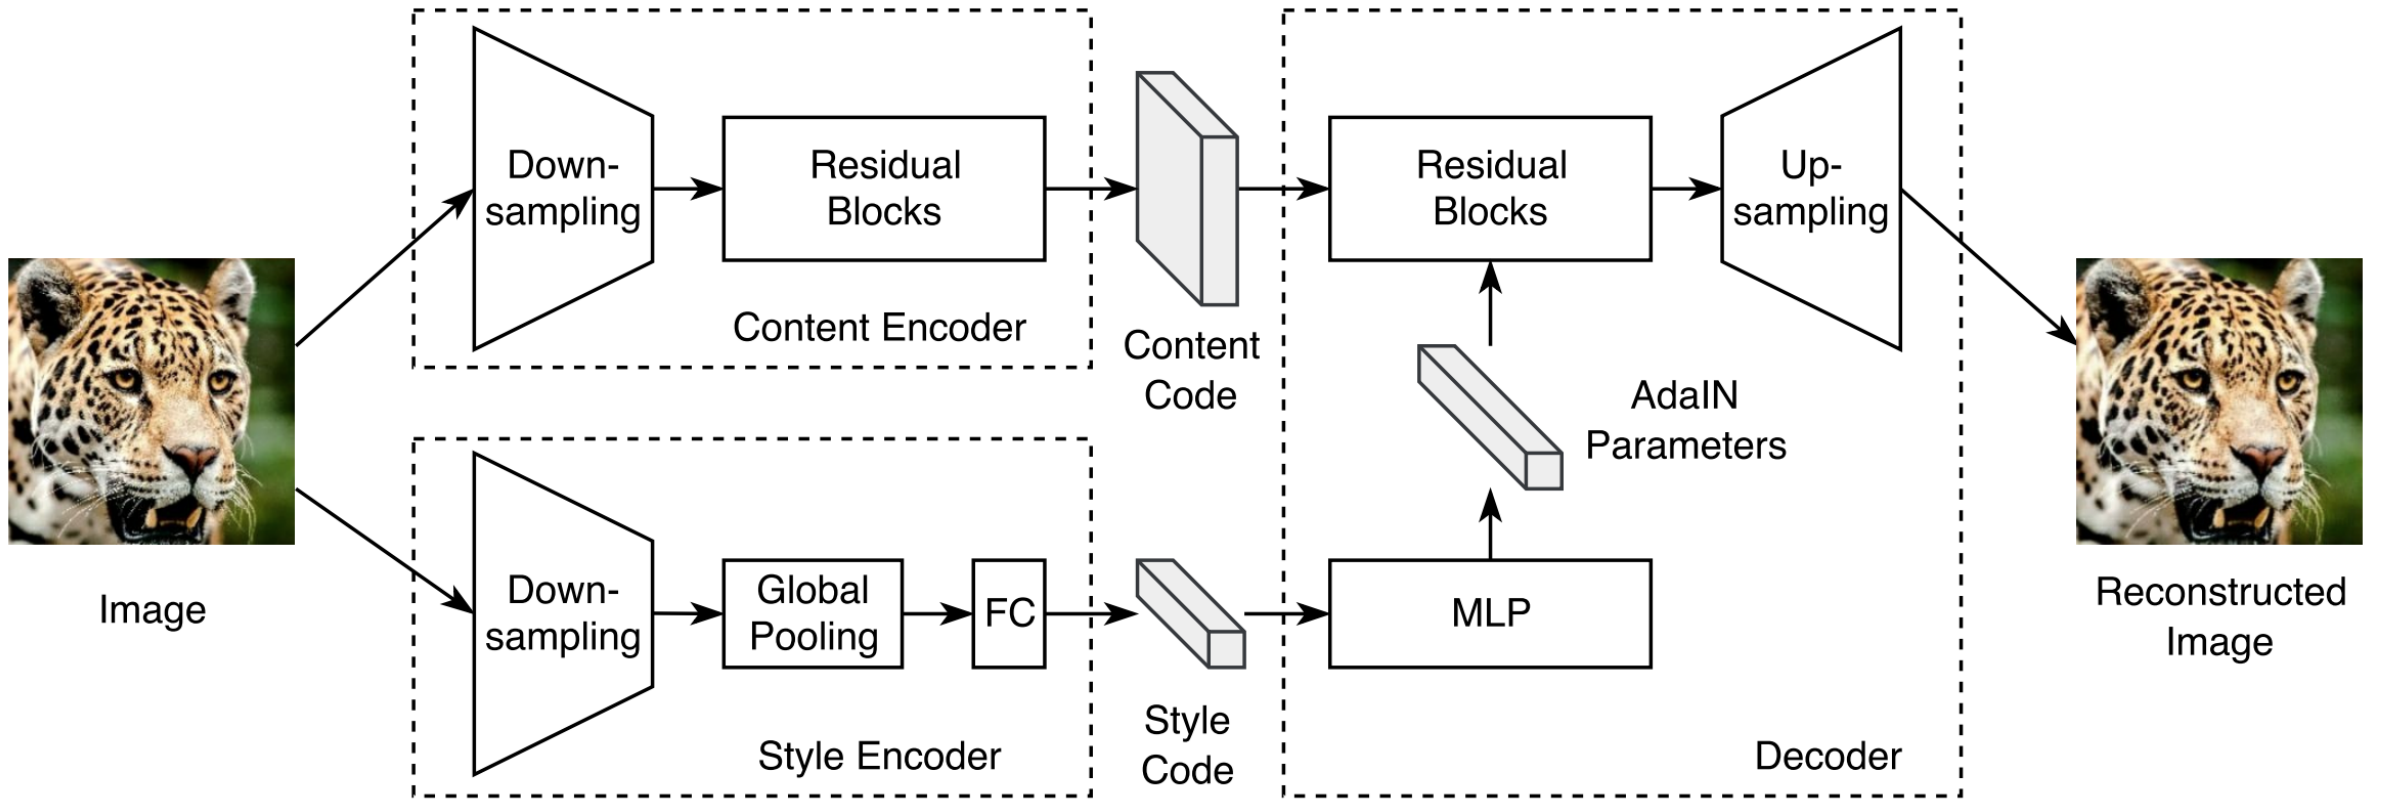 Down-
sampling
Residual
Blocks
Content Encoder
Content
Code
Residual
Blocks
Up-
sampling
AdaIN
Parameters
Image
Down-
sampling
Global
Pooling
FC
Style Encoder
Style
Code
MLP
Decoder
Reconstructed
Image